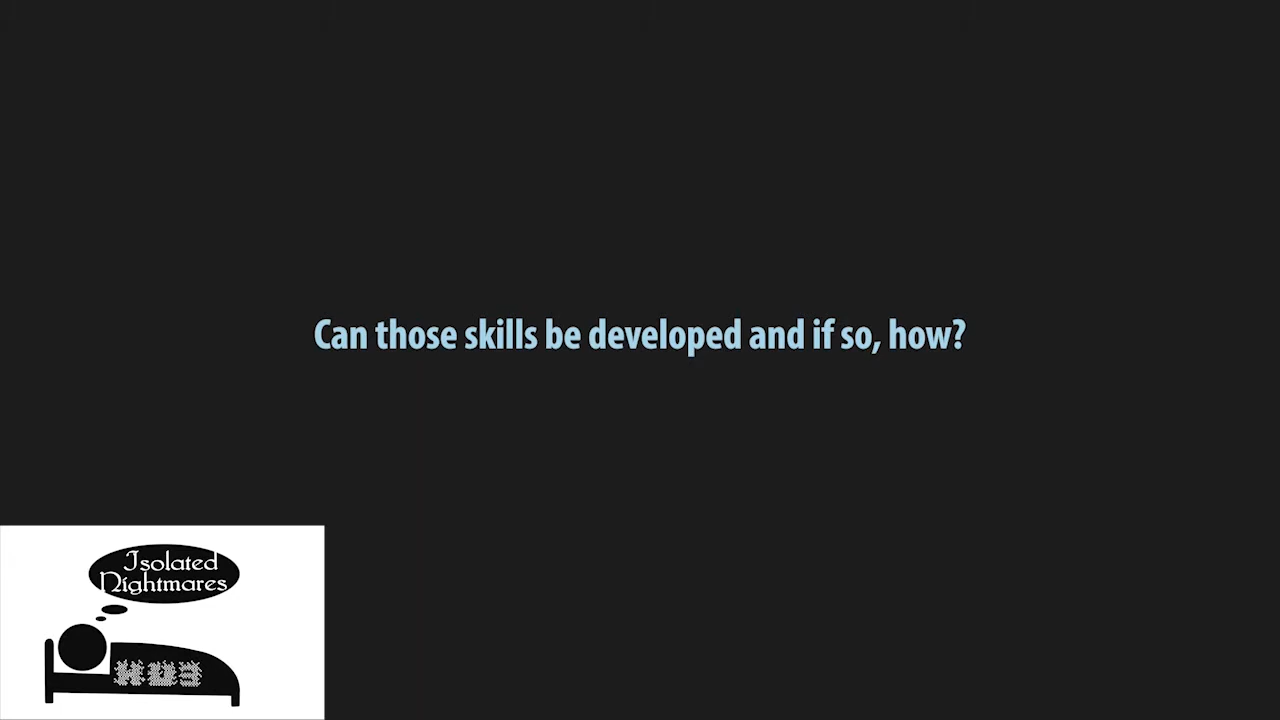 Can those skills be developed and if so, how?
Isolated
Nightmares